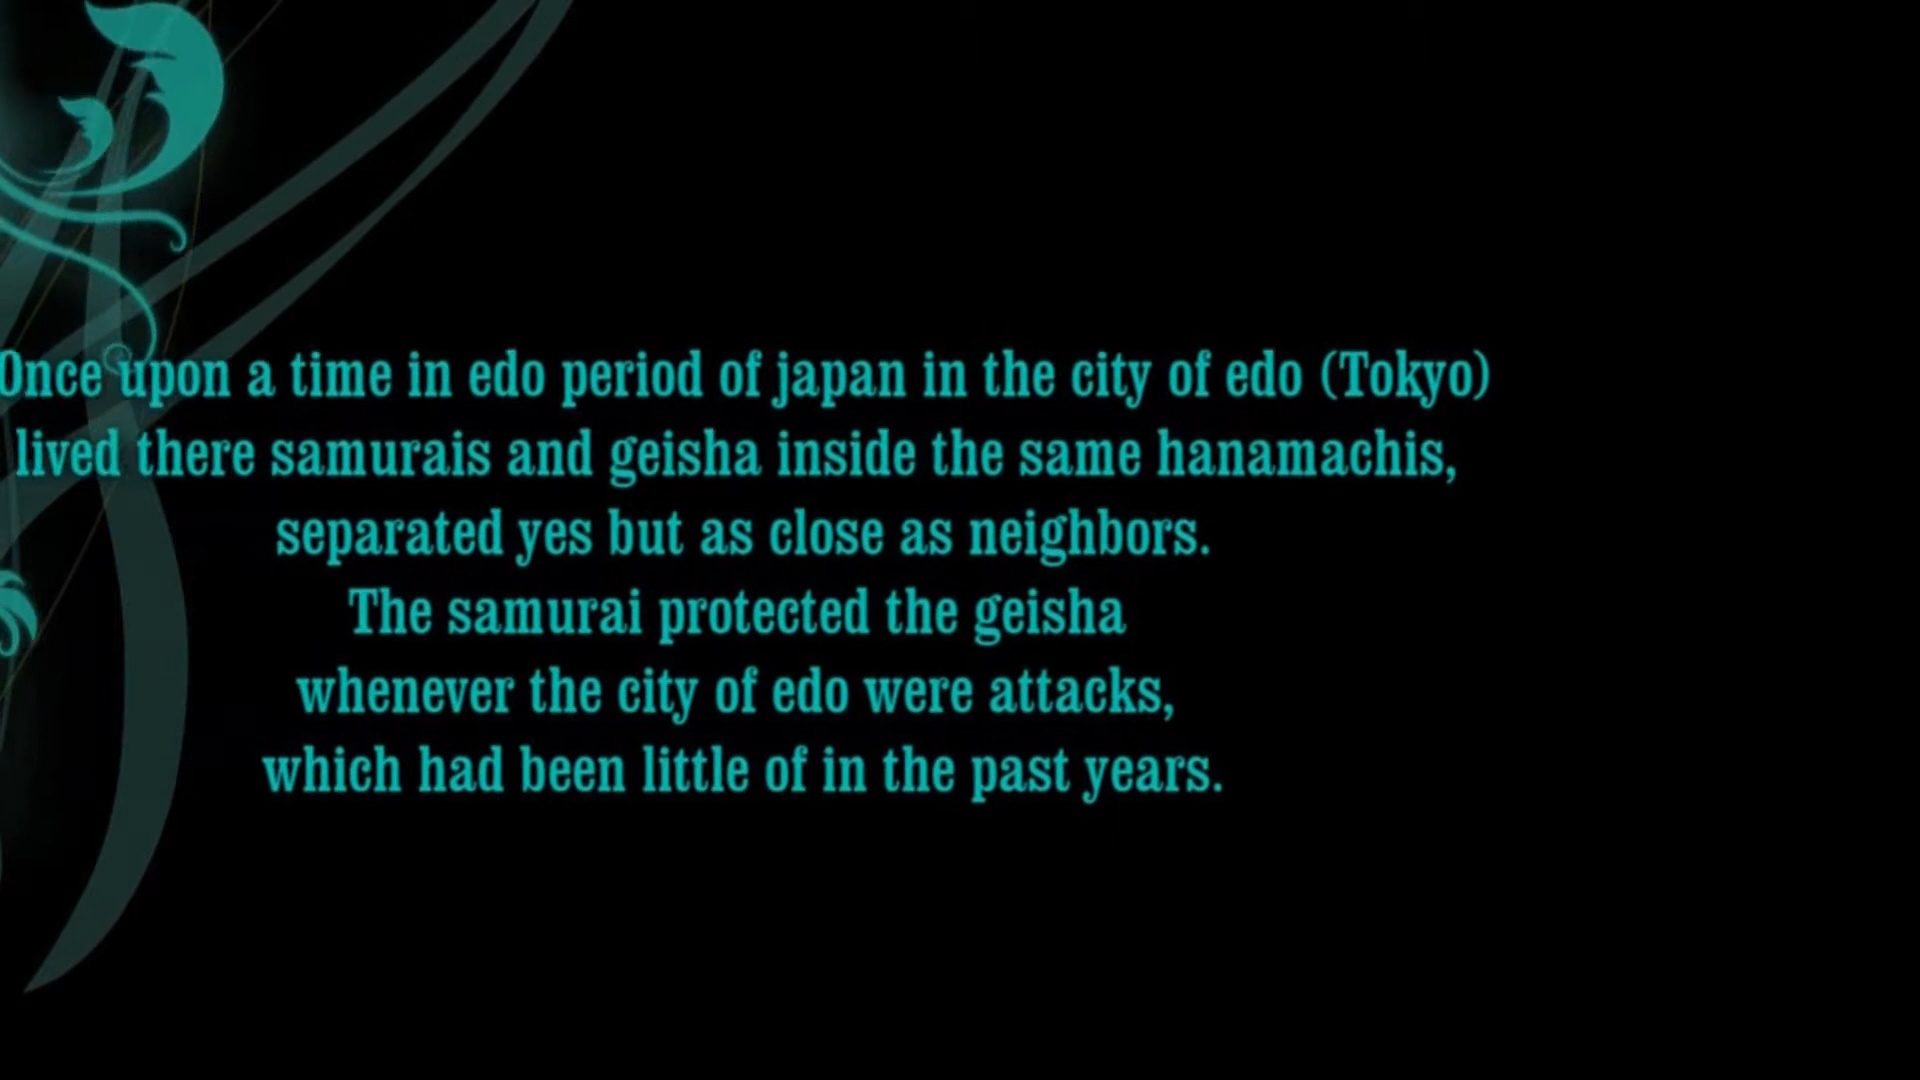 Once upon a time in edo period of japan in the city of edo (Tokyo)
lived there samurais and geisha inside the same hanamachis,
separated yes but as close as neighbors.
The samurai protected the geisha
whenever the city of edo were attacks,
which had been little of in the past years.